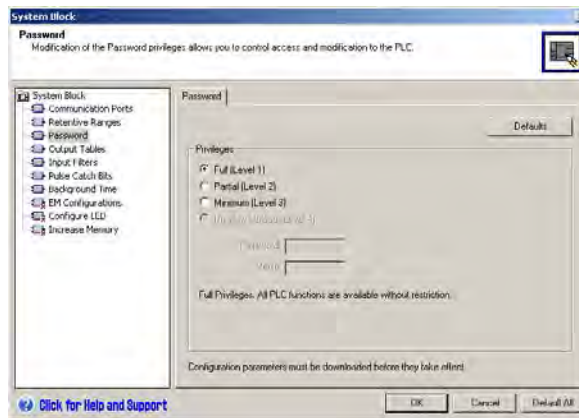 System Block
Password
Modification of the Password privileges allows you to control access and modification to the PLC.
System Block
Communication Ports
Retentive Ranges
Password
Output Tables
Input Filters
Pulse Catch Bits
Background Time
EM Configurations
Configure LED
Increase Memory
Password
Defaults
Privileges
Full (Level 1)
Partial (Level 2)
Minimum (Level 3)
Password
Verify
Full Privileges. All PLC functions are available without restriction.
Configuration parameters must be downloaded before they take effect.
Click for Help and Support
OK
Cancel
Default All